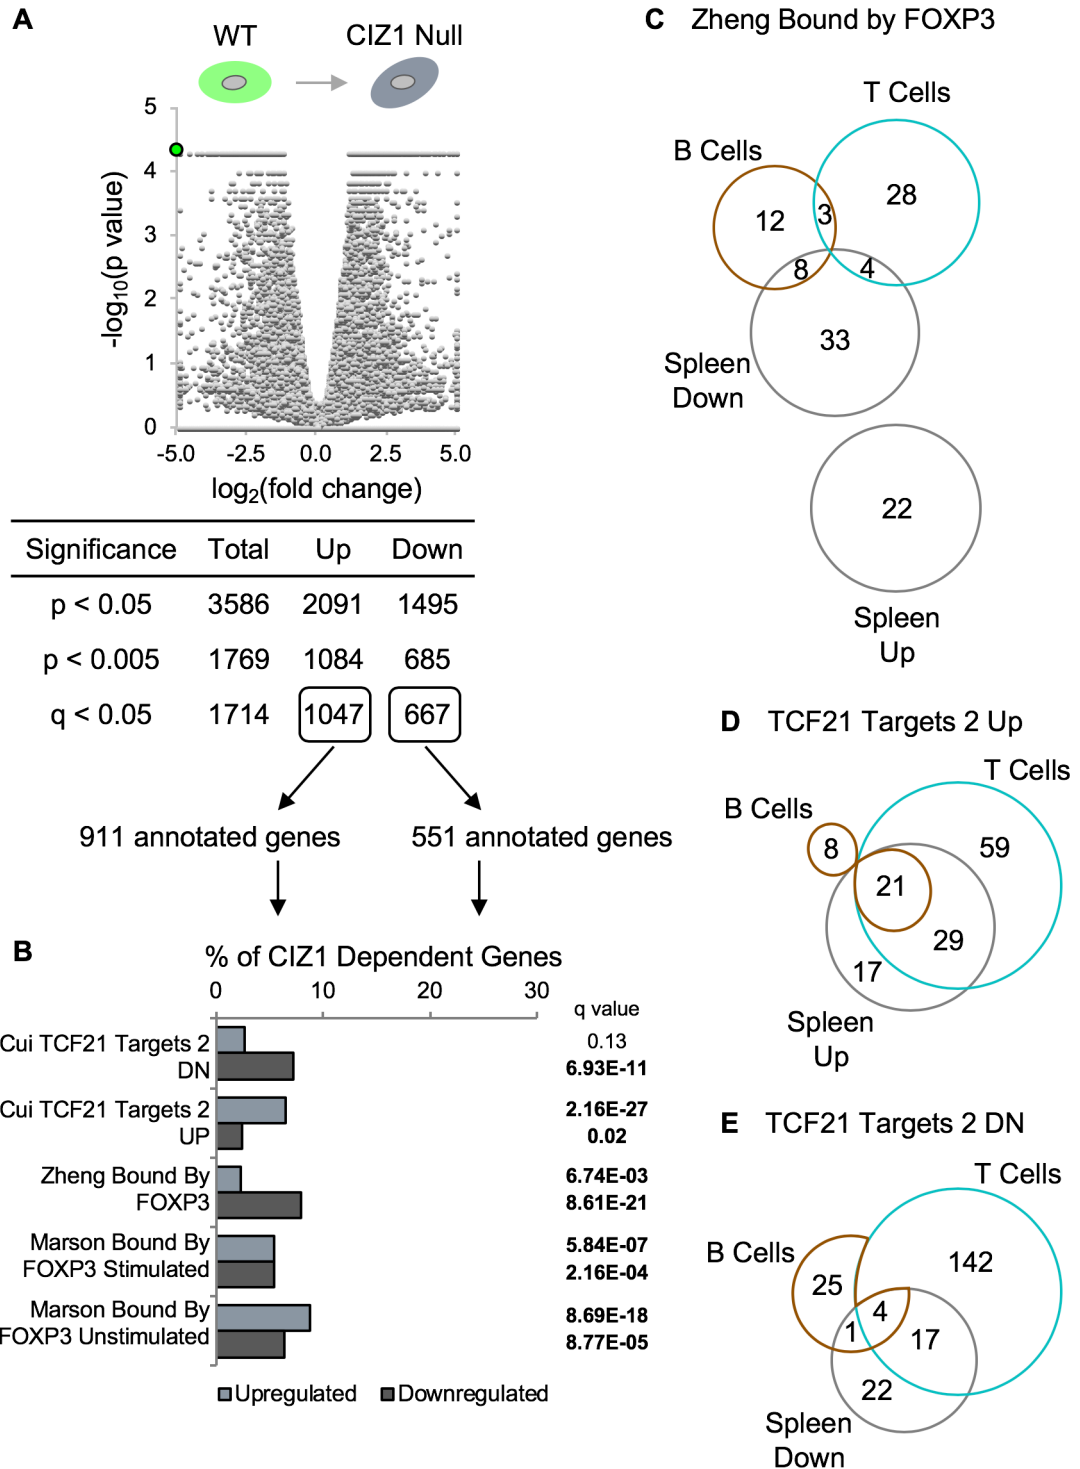 A
WT
CIZ1 Null
5
4
3
2
1
0
-log10(p value)
-5.0 -2.5 0.0 2.5 5.0
log2(fold change)
Significance Total Up Down
p < 0.05 3586 2091 1495
p < 0.005 1769 1084 685
q < 0.05 1714 1047 667
911 annotated genes
551 annotated genes
B
% of CIZ1 Dependent Genes
0 10 20 30
q value
Cui TCF21 Targets 2
DN
0.13
6.93E-11
Cui TCF21 Targets 2
UP
2.16E-27
0.02
Zheng Bound By
FOXP3
6.74E-03
8.61E-21
Marson Bound By
FOXP3 Stimulated
5.84E-07
2.16E-04
Marson Bound By
FOXP3 Unstimulated
8.69E-18
8.77E-05
Upregulated Downregulated
C Zheng Bound by FOXP3
T Cells
B Cells
12
3
28
8
4
33
Spleen
Down
22
Spleen
Up
D TCF21 Targets 2 Up
T Cells
B Cells
8
59
21
29
17
Spleen
Up
E TCF21 Targets 2 DN
T Cells
B Cells
25
142
4
1
17
22
Spleen
Down